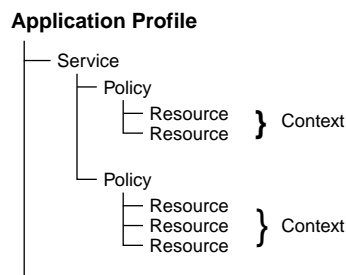 Application Profile
Service
Policy
Resource
Resource
} Context
Policy
Resource
Resource
Resource
} Context